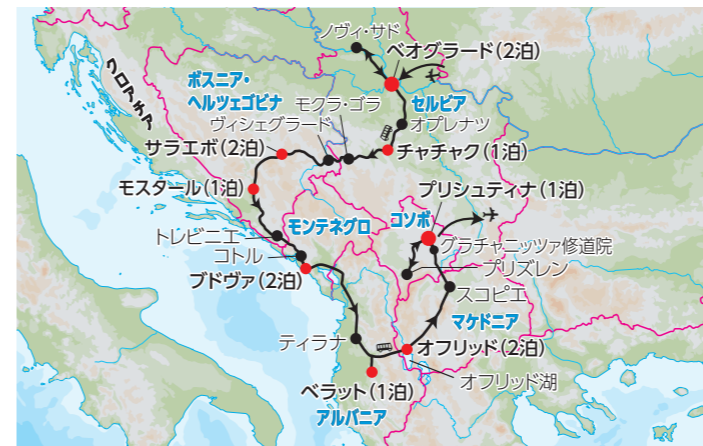 ノヴィ・サド
ベオグラード(2泊)
クロアチア
ボスニア・
ヘルツェゴビナ
モクラ・ゴラ
セルビア
ヴィシェグラード
オプレナツ
サラエボ(2泊)
チャチャク(1泊)
モスタール(1泊)
プリシュティナ(1泊)
モンテネグロ
コソボ
トレビニエ
グラチャニッツァ修道院
コトル
プリズレン
ブドヴァ(2泊)
スコピエ
マケドニア
ティラナ
オフリッド(2泊)
オフリッド湖
ベラット(1泊)
アルバニア